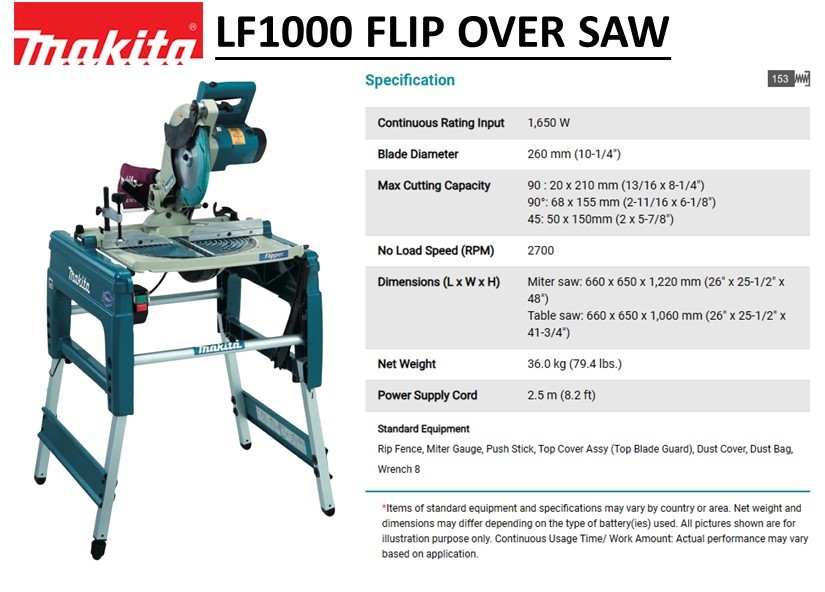 Makita®
LF1000 FLIP OVER SAW
Specification
153
Continuous Rating Input 1,650 W
Blade Diameter 260 mm (10-1/4")
Max Cutting Capacity 90 : 20 x 210 mm (13/16 x 8-1/4")
90°: 68 x 155 mm (2-11/16 x 6-1/8")
45: 50 x 150mm (2 x 5-7/8")
No Load Speed (RPM) 2700
Dimensions (L x W x H) Miter saw: 660 x 650 x 1,220 mm (26" x 25-1/2" x
48")
Table saw: 660 x 650 x 1,060 mm (26" x 25-1/2" x
41-3/4")
Net Weight 36.0 kg (79.4 lbs.)
Power Supply Cord 2.5 m (8.2 ft)
Standard Equipment
Rip Fence, Miter Gauge, Push Stick, Top Cover Assy (Top Blade Guard), Dust Cover, Dust Bag,
Wrench 8
*Items of standard equipment and specifications may vary by country or area. Net weight and
dimensions may differ depending on the type of battery(ies) used. All pictures shown are for
illustration purpose only. Continuous Usage Time/ Work Amount: Actual performance may vary
based on application.
Flipper
Makita
Makita